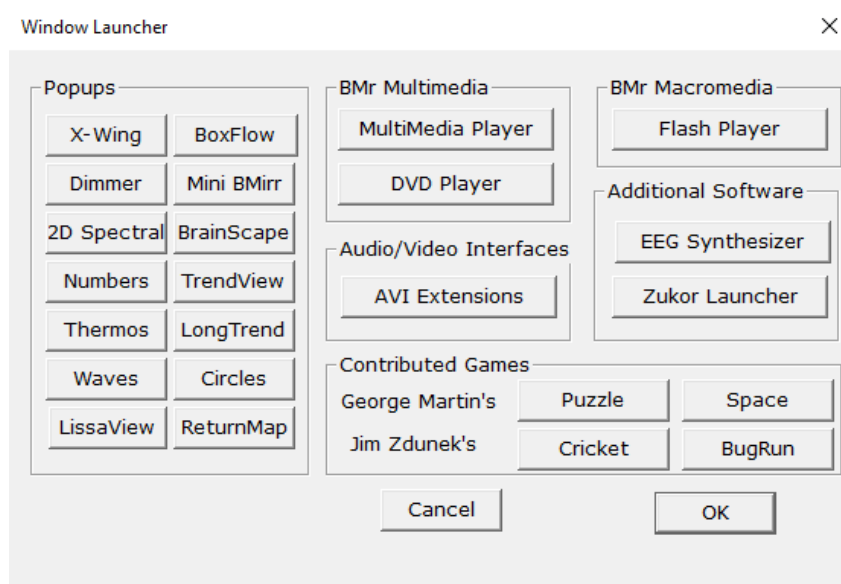 Window Launcher
Popups
X-Wing
BoxFlow
Dimmer
Mini BMirr
2D Spectral
BrainScape
Numbers
TrendView
Thermos
LongTrend
Waves
Circles
LissaView
ReturnMap
BMr Multimedia
MultiMedia Player
DVD Player
Audio/Video Interfaces
AVI Extensions
BMr Macromedia
Flash Player
Additional Software
EEG Synthesizer
Zukor Launcher
Contributed Games
George Martin's
Puzzle
Space
Jim Zdunek's
Cricket
BugRun
Cancel
OK